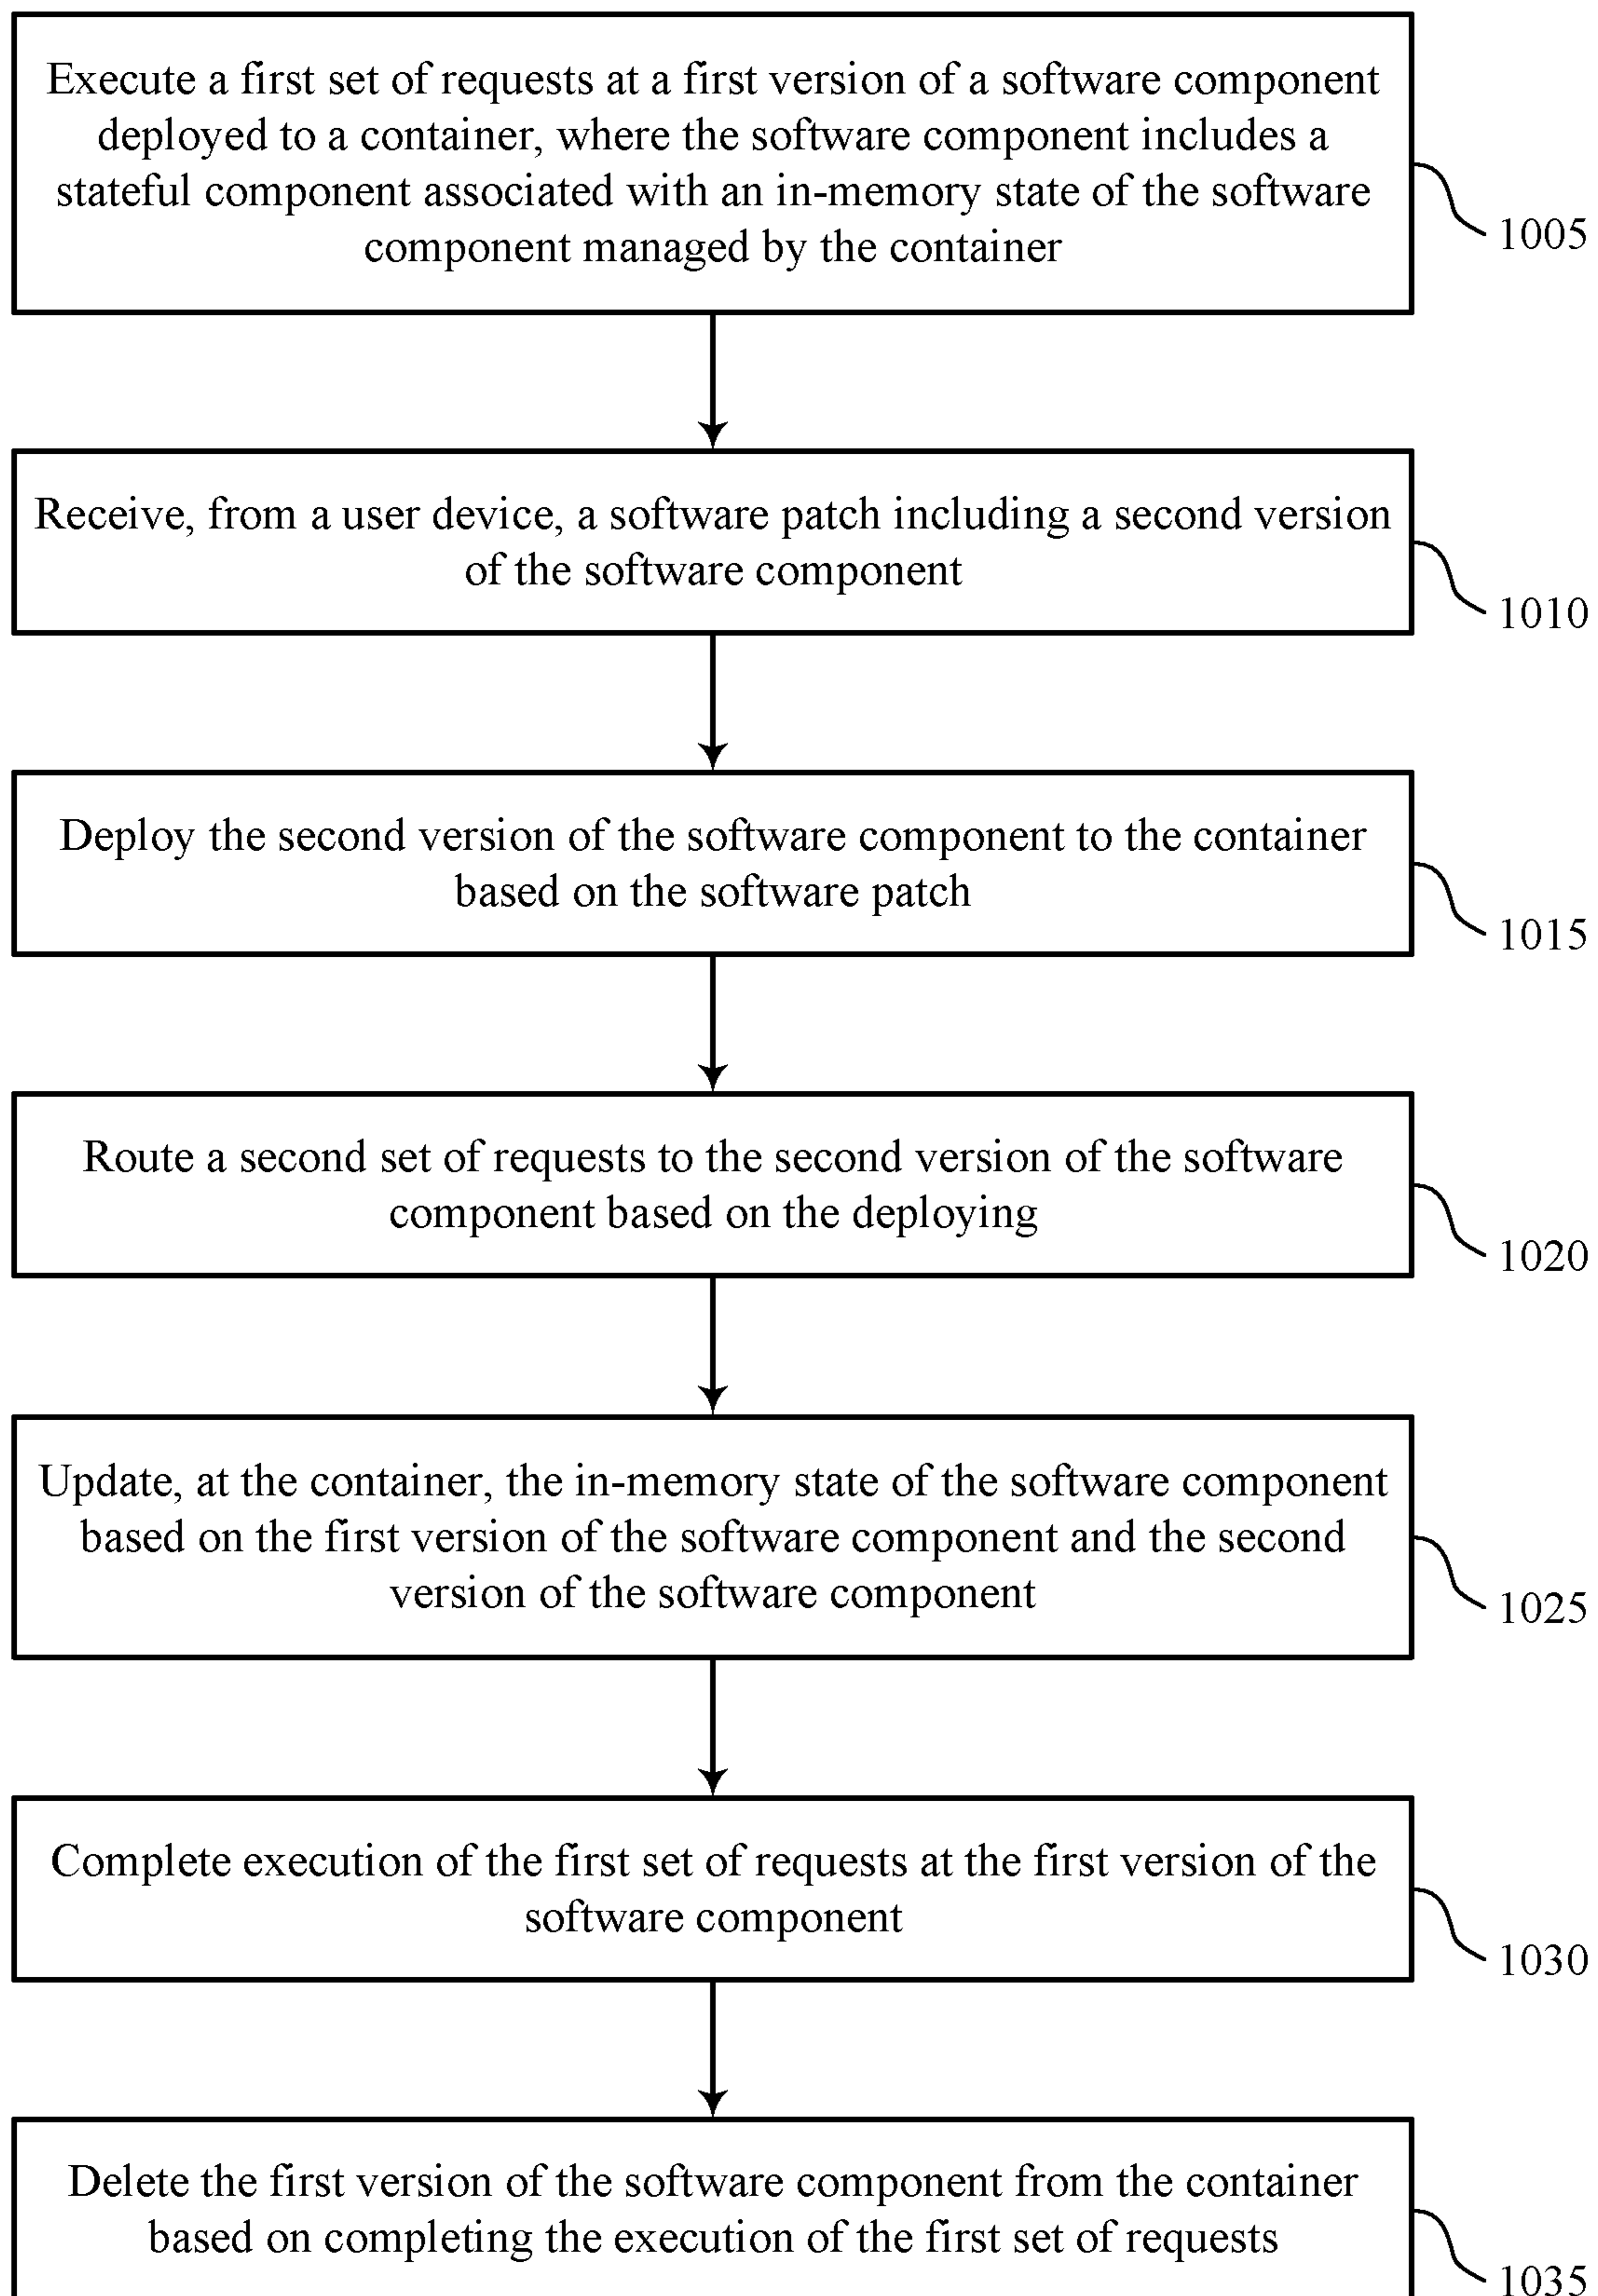 Execute a first set of requests at a first version of a software component
deployed to a container, where the software component includes a
stateful component associated with an in-memory state of the software
component managed by the container
1005
Receive, from a user device, a software patch including a second version
of the software component
1010
Deploy the second version of the software component to the container
based on the software patch
1015
Route a second set of requests to the second version of the software
component based on the deploying
1020
Update, at the container, the in-memory state of the software component
based on the first version of the software component and the second
version of the software component
1025
Complete execution of the first set of requests at the first version of the
software component
1030
Delete the first version of the software component from the container
based on completing the execution of the first set of requests
1035